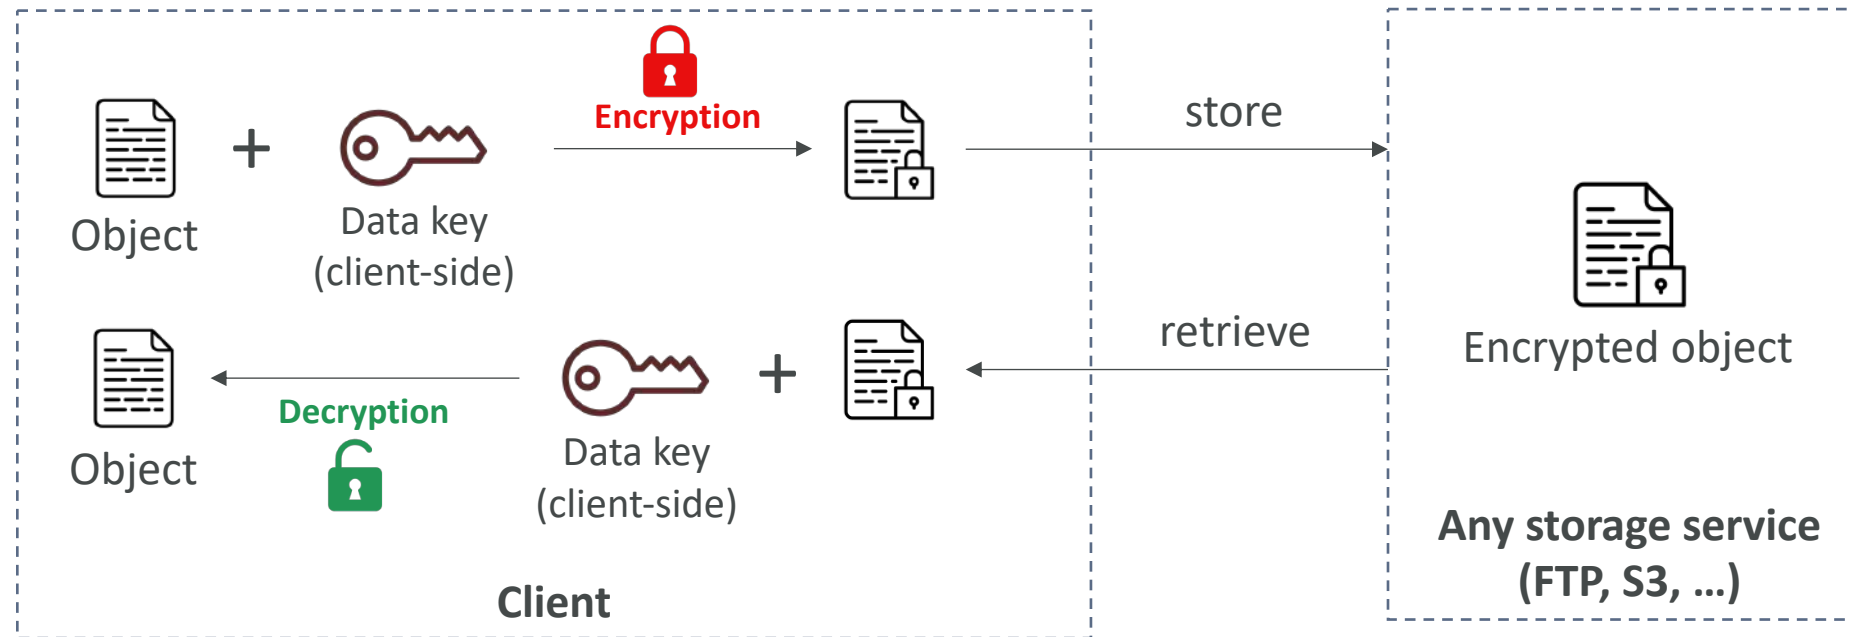 Encryption
store
+
Object
Data key
(client-side)
retrieve
Encrypted object
+
Decryption
Object
Data key
(client-side)
Any storage service
(FTP, S3, ...)
Client